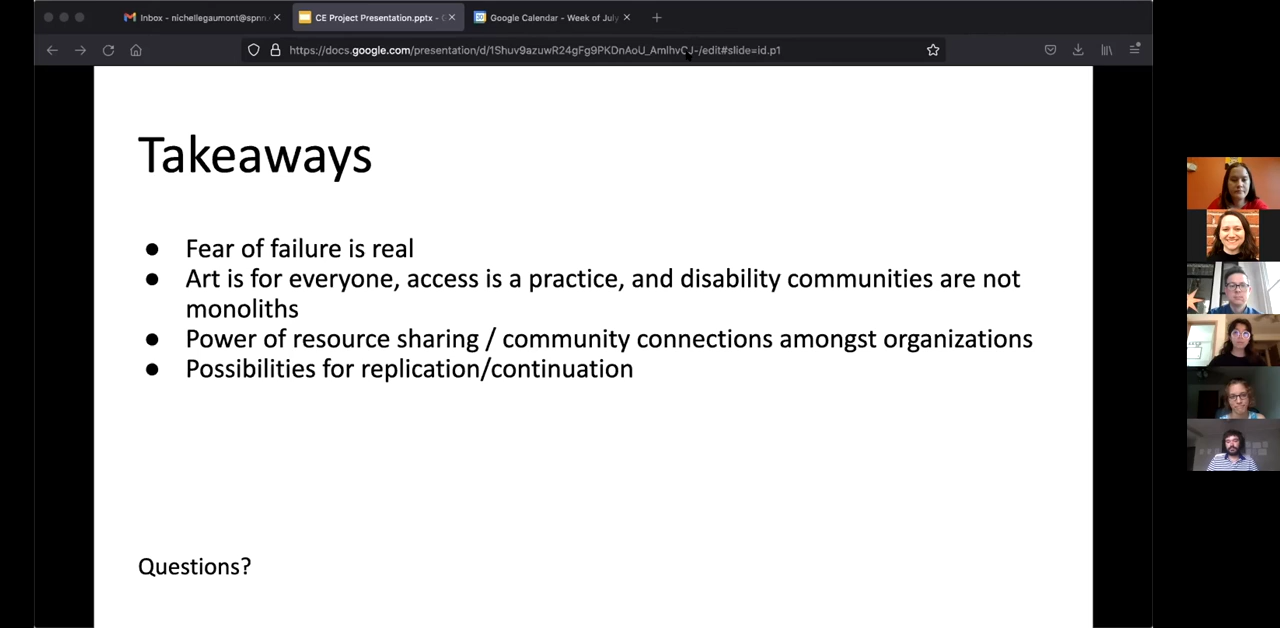 Inbox - nichellegaumont@spnn.
CE Project Presentation.pptx - 
Google Calendar - Week of July
https://docs.google.com/presentation/d/1Shuv9azuwR24gFg9PKDnAoU_AmlhvCJ-/edit#slide=id.p1
Takeaways
● Fear of failure is real
● Art is for everyone, access is a practice, and disability communities are not
monoliths
● Power of resource sharing / community connections amongst organizations
● Possibilities for replication/continuation
Questions?